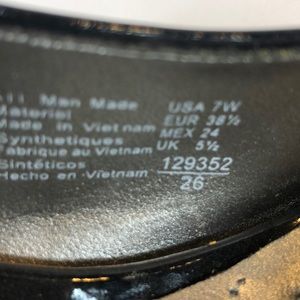 All Man Made
Material
Made in Vietnam
Synthetiques
Fabrique au Vietnam
Sintéticos
Hecho en Vietnam
USA 7W
EUR 38½
MEX 24
UK 5½
129352
26